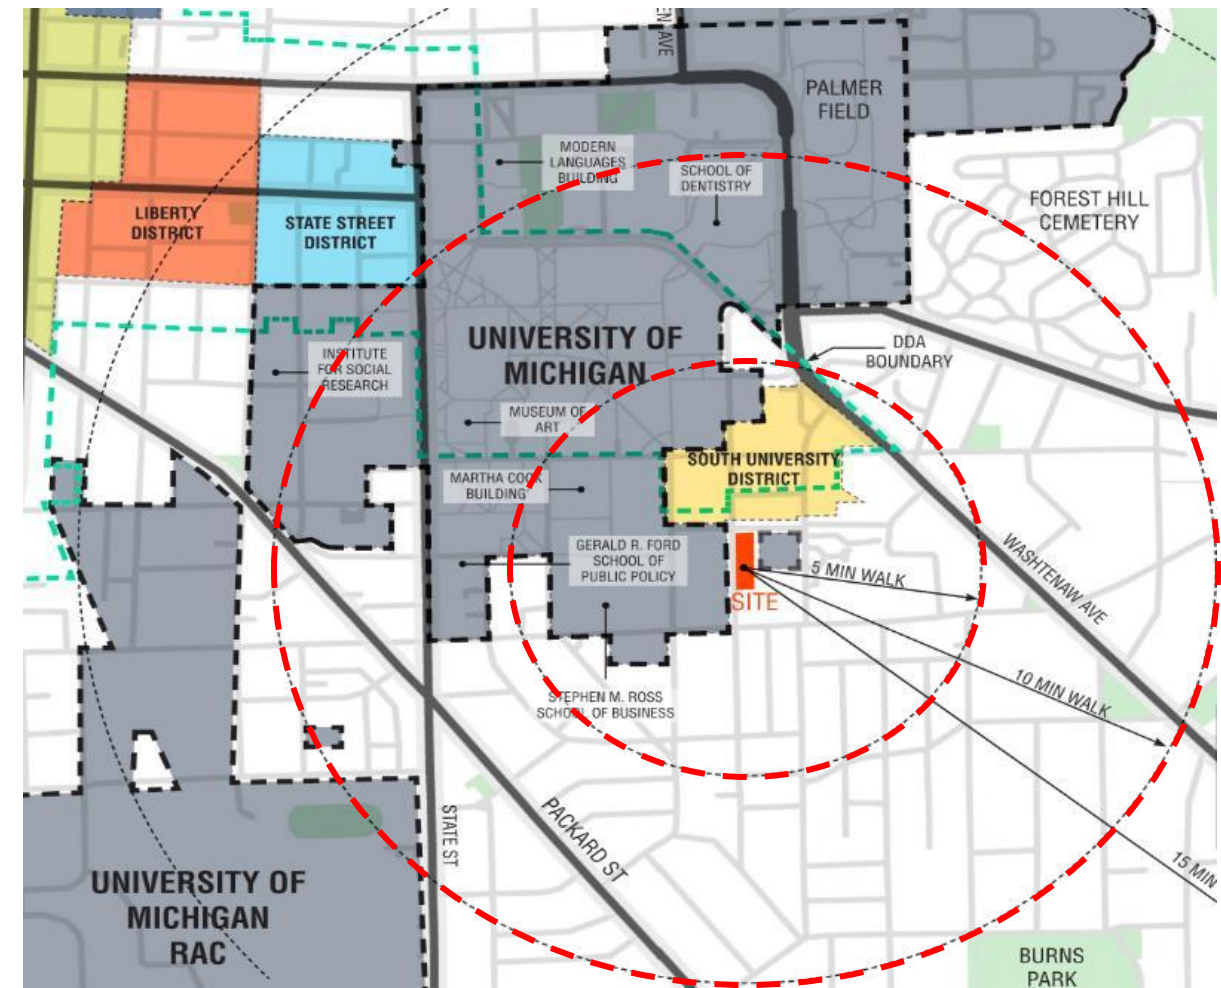 EN AVE
PALMER
FIELD
MODERN
LANGUAGES
BUILDING
SCHOOL OF
DENTISTRY
FOREST HILL
CEMETERY
LIBERTY
DISTRICT
STATE STREET
DISTRICT
UNIVERSITY OF
MICHIGAN
DDA
BOUNDARY
INSTITUTE
FOR SOCIAL
RESEARCH
MUSEUM OF
ART
SOUTH UNIVERSITY
DISTRICT
MARTHA COOK
BUILDING
GERALD R. FORD
SCHOOL OF
PUBLIC POLICY
5 MIN WALK
WASHTENAW AVE
SITE
10 MIN WALK
STEPHEN M. ROSS
SCHOOL OF BUSINESS
STATE ST
PACKARD ST
15 MIN
UNIVERSITY OF
MICHIGAN
RAC
BURNS
PARK